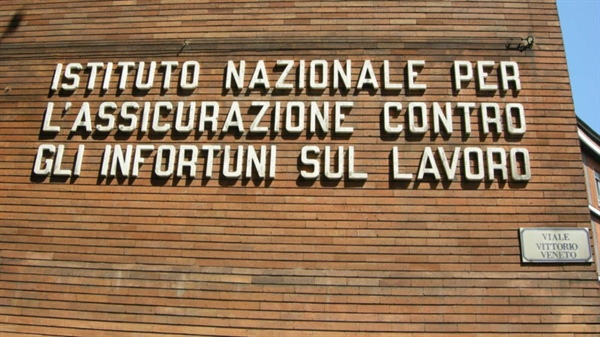 ISTITUTO NAZIONALE PER
L'ASSICURAZIONE CONTRO
GLI INFORTUNI SUL LAVORO
VIALE
VITTORIO
VENETO